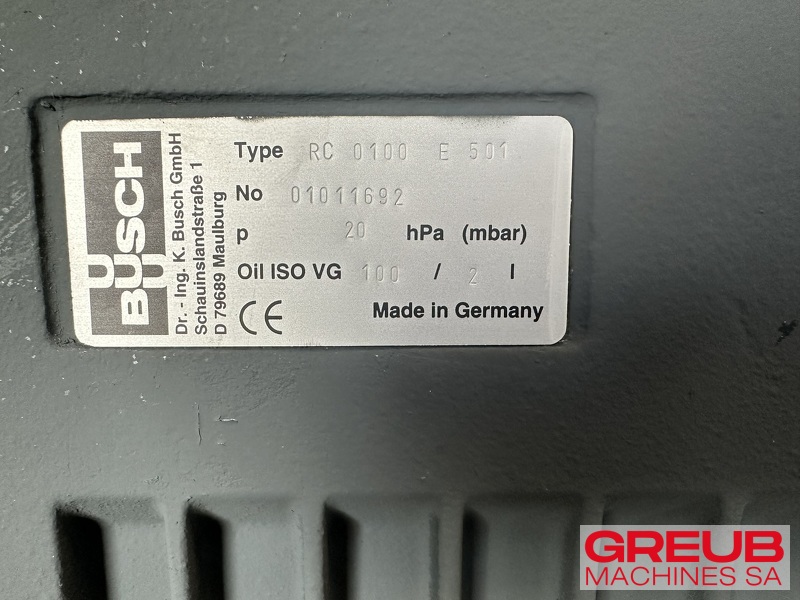 BUSCH
Dr. - Ing. K. Busch GmbH
Schauinslandstraße 1
D 79689 Maulburg
Type RC 0100 E 501
No 01011692
p 20 hPa (mbar)
Oil ISO VG 100 / 2 l
CE Made in Germany
GREUB
MACHINES SA